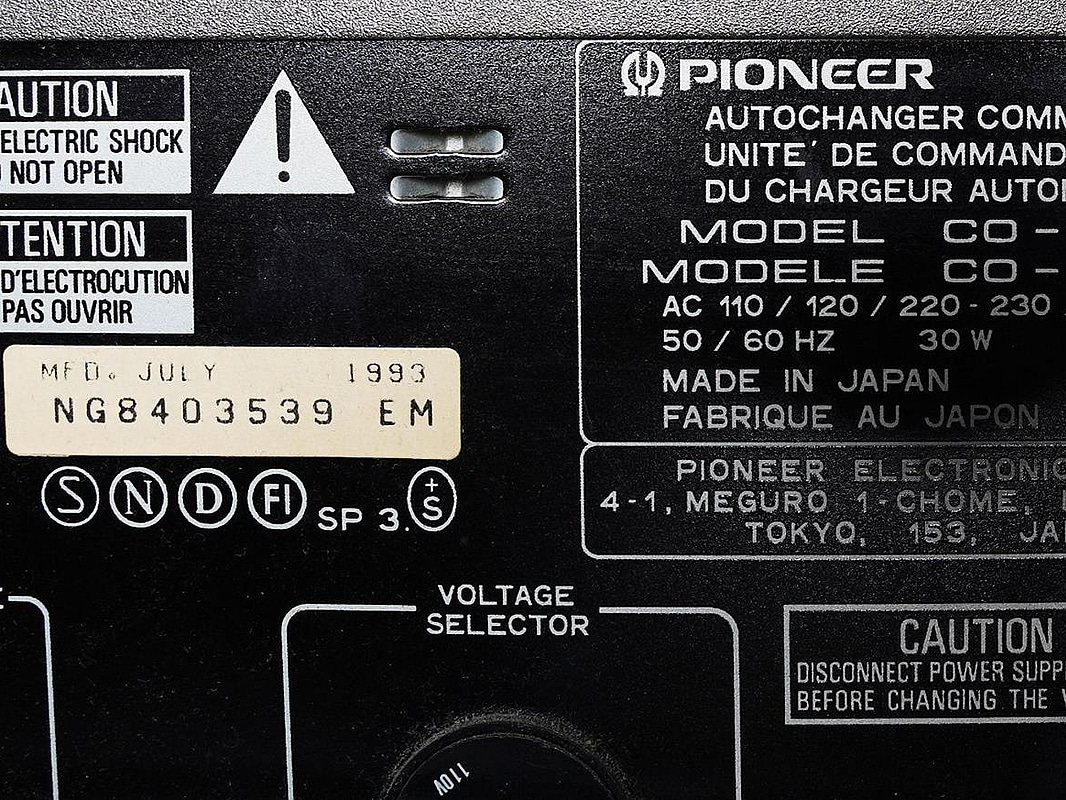 AUTION
ELECTRIC SHOCK
NOT OPEN
TENTION
D'ELECTROCUTION
PAS OUVRIR
MFD. JULY 1993
NG8403539 EM
S N D FI SP 3. +S
PIONEER
AUTOCHANGER COMM
UNITE´ DE COMMAND
DU CHARGEUR AUTO
MODEL CO-
MODELE CO-
AC 110 / 120 / 220-230
50 / 60 HZ 30 W
MADE IN JAPAN
FABRIQUE AU JAPON
PIONEER ELECTRONIC
4-1, MEGURO 1-CHOME,
TOKYO, 153, JA
VOLTAGE
SELECTOR
110V
CAUTION
DISCONNECT POWER SUPP
BEFORE CHANGING THE